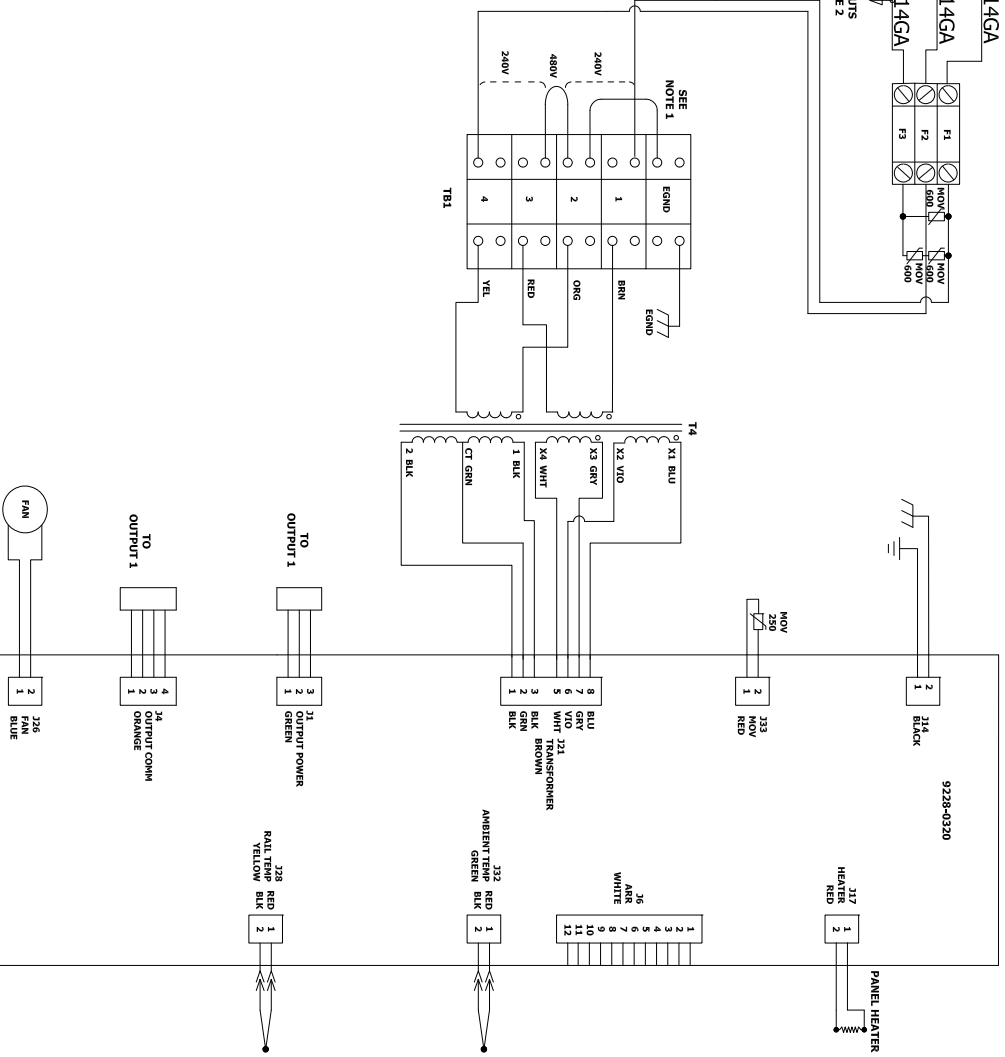 14GA
14GA
14GA
UTS
E 2
F1
F2
F3
MOV
600
MOV
600
MOV
600
SEE
NOTE 1
240V
480V
240V
EGND
1
2
3
4
TB1
EGND
BRN
ORG
RED
YEL
T4
X1 BLU
X2 VIO
X3 GRY
X4 WHT
1 BLK
CT GRN
2 BLK
MOV
250
TO
OUTPUT 1
TO
OUTPUT 1
FAN
2
1
J14
BLACK
2
1
J33
MOV
RED
8 BLU
7 GRY
6 VIO
5 WHT
3 BLK
2 GRN
1 BLK
J21
TRANSFORMER
BROWN
3
2
1
J1
OUTPUT POWER
GREEN
4
3
2
1
J4
OUTPUT COMM
ORANGE
2
1
J26
FAN
BLUE
9228-0320
J17
HEATER
RED
1
2
PANEL HEATER
J6
ARR
WHITE
1
2
3
4
5
6
7
8
9
10
11
12
J32
AMBIENT TEMP
GREEN
RED 1
BLK 2
J28
RAIL TEMP
YELLOW
RED 1
BLK 2